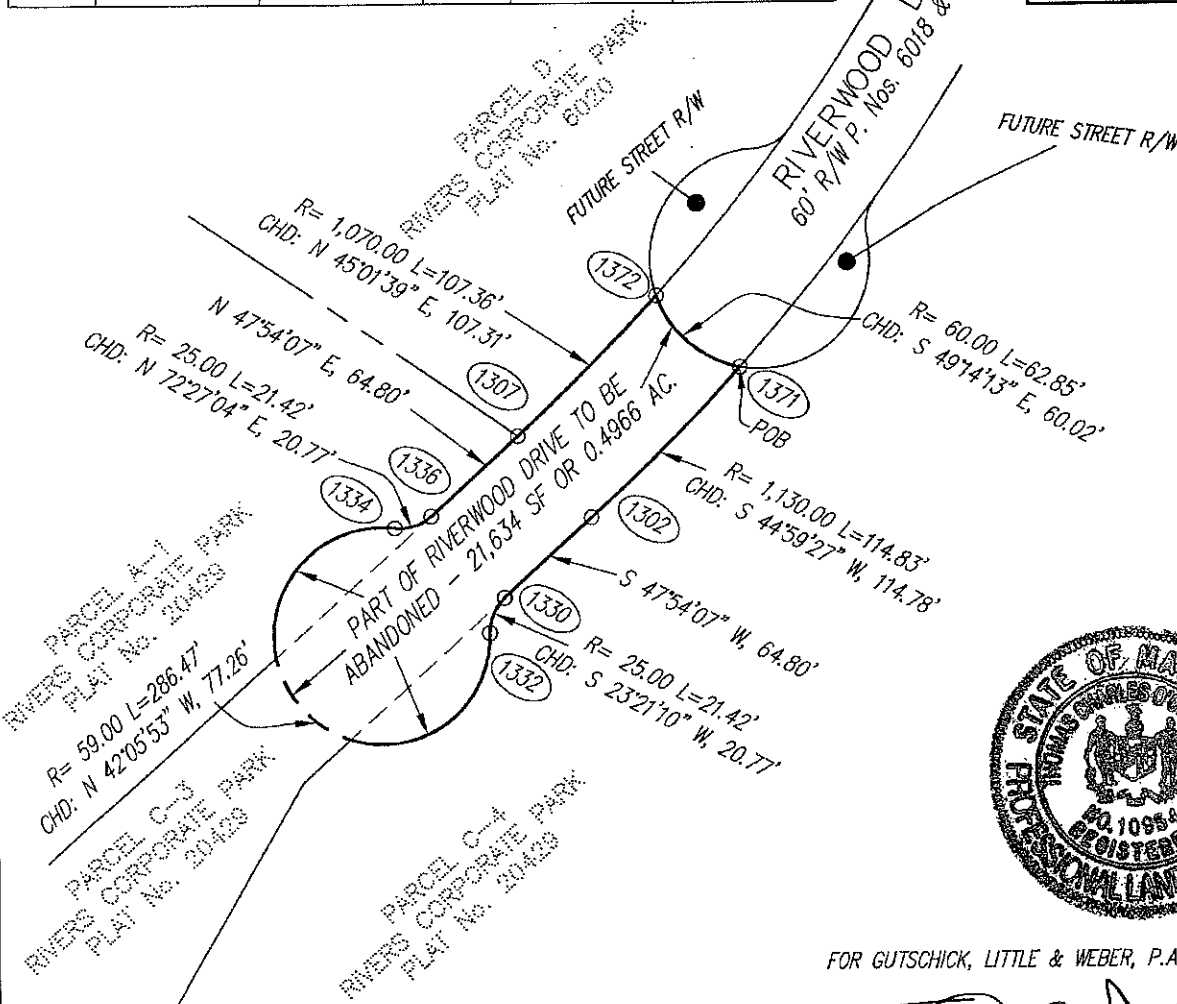 PARCEL D
RIVERS CORPORATE PARK
PLAT No. 6020
FUTURE STREET R/W
RIVERWOOD
60' R/W P. Nos. 6018 &
FUTURE STREET R/W
R= 1,070.00 L=107.36'
CHD: N 45°01'39" E, 107.31'
N 47°54'07" E, 64.80'
R= 25.00 L=21.42'
CHD: N 72°27'04" E, 20.77'
1372
1307
1336
1334
R= 60.00 L=62.85'
CHD: S 49°14'13" E, 60.02'
1371
POB
PART OF RIVERWOOD DRIVE TO BE
ABANDONED - 21,634 SF OR 0.4966 AC.
R= 1,130.00 L=114.83'
CHD: S 44°59'27" W, 114.78'
1302
S 47°54'07" W, 64.80'
1330
R= 25.00 L=21.42'
CHD: S 23°21'10" W, 20.77'
1332
PARCEL A-1
RIVERS CORPORATE PARK
PLAT No. 20429
R= 59.00 L=286.47'
CHD: N 42°05'53" W, 77.26'
PARCEL C-3
RIVERS CORPORATE PARK
PLAT No. 20429
PARCEL C-4
RIVERS CORPORATE PARK
PLAT No. 20429
STATE OF MA
THOMAS CHARLES O'
NO. 1095
REGISTERE
PROFESSIONAL LAN
FOR GUTSCHICK, LITTLE & WEBER, P.A